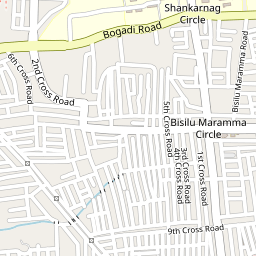 Shankarnag
Circle
Bogadi Road
6th Cross Road
2nd Cross Road
Bisilu Maramma
Bisilu Maramma
Circle
5th Cross Road
4th Cross Road
3rd Cross Road
1st Cross Road
9th Cross Road